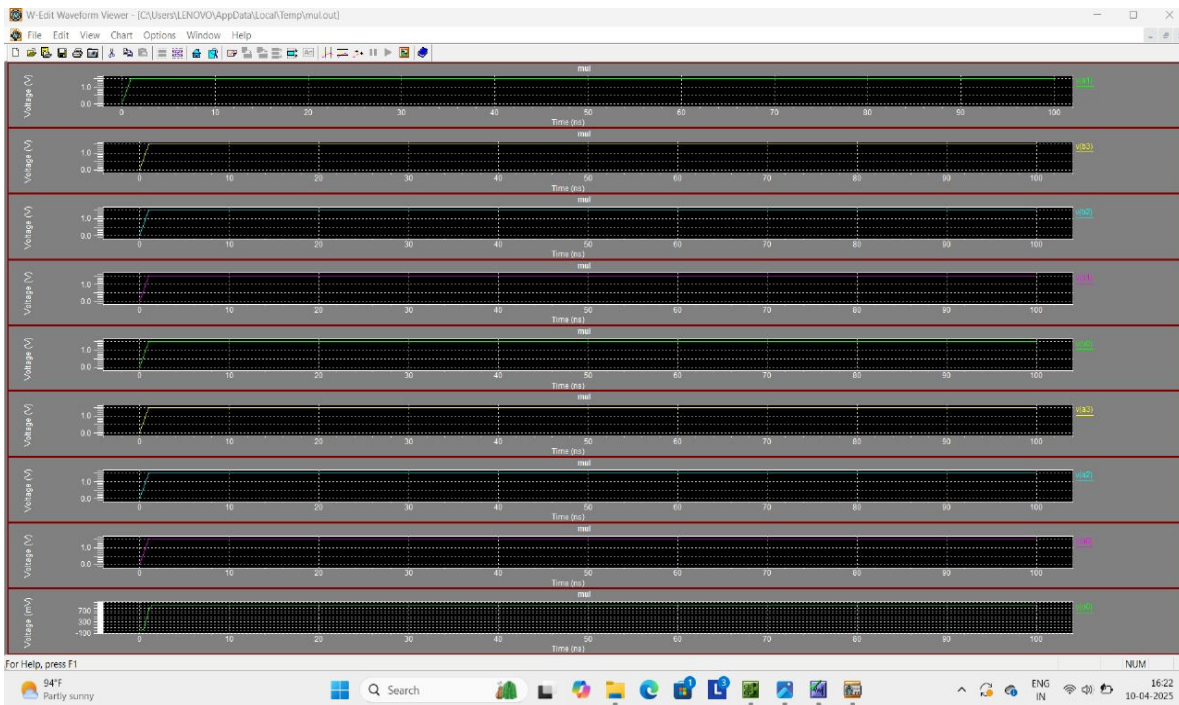 W-Edit Waveform Viewer - [C:\Users\LENOVO\AppData\Local\Temp\mul.out]
File Edit View Chart Options Window Help
mul
Voltage (V)
1.0
0.0
v(a1)
0 10 20 30 40 50 60 70 80 90 100
Time (ns)
mul
Voltage (V)
1.0
0.0
v(b3)
0 10 20 30 40 50 60 70 80 90 100
Time (ns)
mul
Voltage (V)
1.0
0.0
v(b2)
0 10 20 30 40 50 60 70 80 90 100
Time (ns)
mul
Voltage (V)
1.0
0.0
0 10 20 30 40 50 60 70 80 90 100
Time (ns)
mul
Voltage (V)
1.0
0.0
0 10 20 30 40 50 60 70 80 90 100
Time (ns)
mul
Voltage (V)
1.0
0.0
v(a3)
0 10 20 30 40 50 60 70 80 90 100
Time (ns)
mul
Voltage (V)
1.0
0.0
v(a2)
0 10 20 30 40 50 60 70 80 90 100
Time (ns)
mul
Voltage (V)
1.0
0.0
0 10 20 30 40 50 60 70 80 90 100
Time (ns)
mul
Voltage (mV)
700
300
-100
0 10 20 30 40 50 60 70 80 90 100
Time (ns)
For Help, press F1
NUM
94°F
Partly sunny
Search
ENG
IN
16:22
10-04-2025